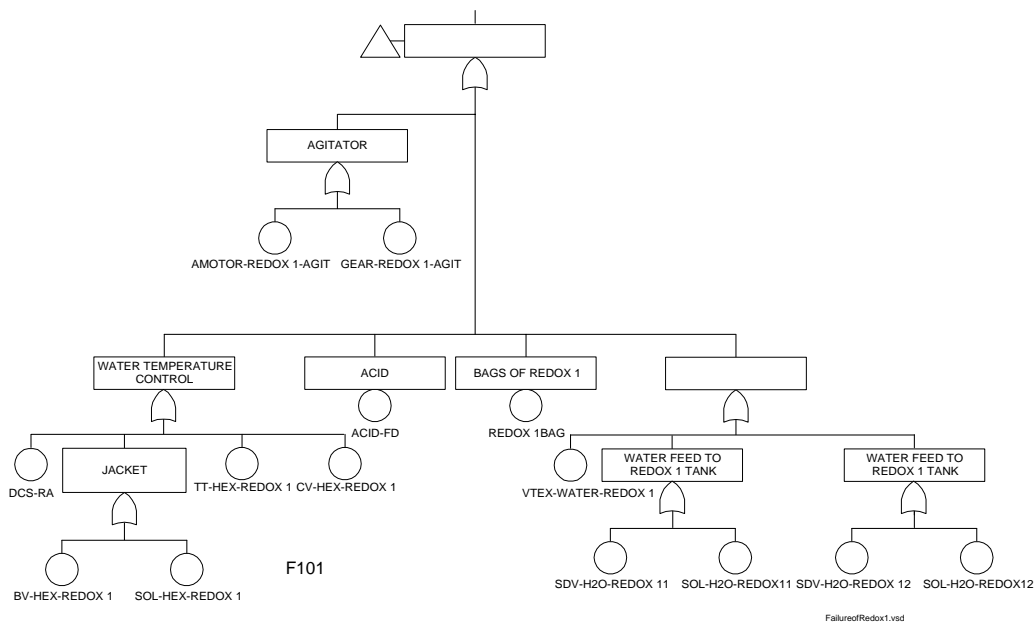 AGITATOR
AMOTOR-REDOX 1-AGIT
GEAR-REDOX 1-AGIT
WATER TEMPERATURE
CONTROL
ACID
BAGS OF REDOX 1
ACID-FD
REDOX 1BAG
DCS-RA
JACKET
TT-HEX-REDOX 1
CV-HEX-REDOX 1
VTEX-WATER-REDOX 1
WATER FEED TO
REDOX 1 TANK
WATER FEED TO
REDOX 1 TANK
BV-HEX-REDOX 1
SOL-HEX-REDOX 1
F101
SDV-H2O-REDOX 11
SOL-H2O-REDOX11
SDV-H2O-REDOX 12
SOL-H2O-REDOX12
FailureofRedox1.vsd